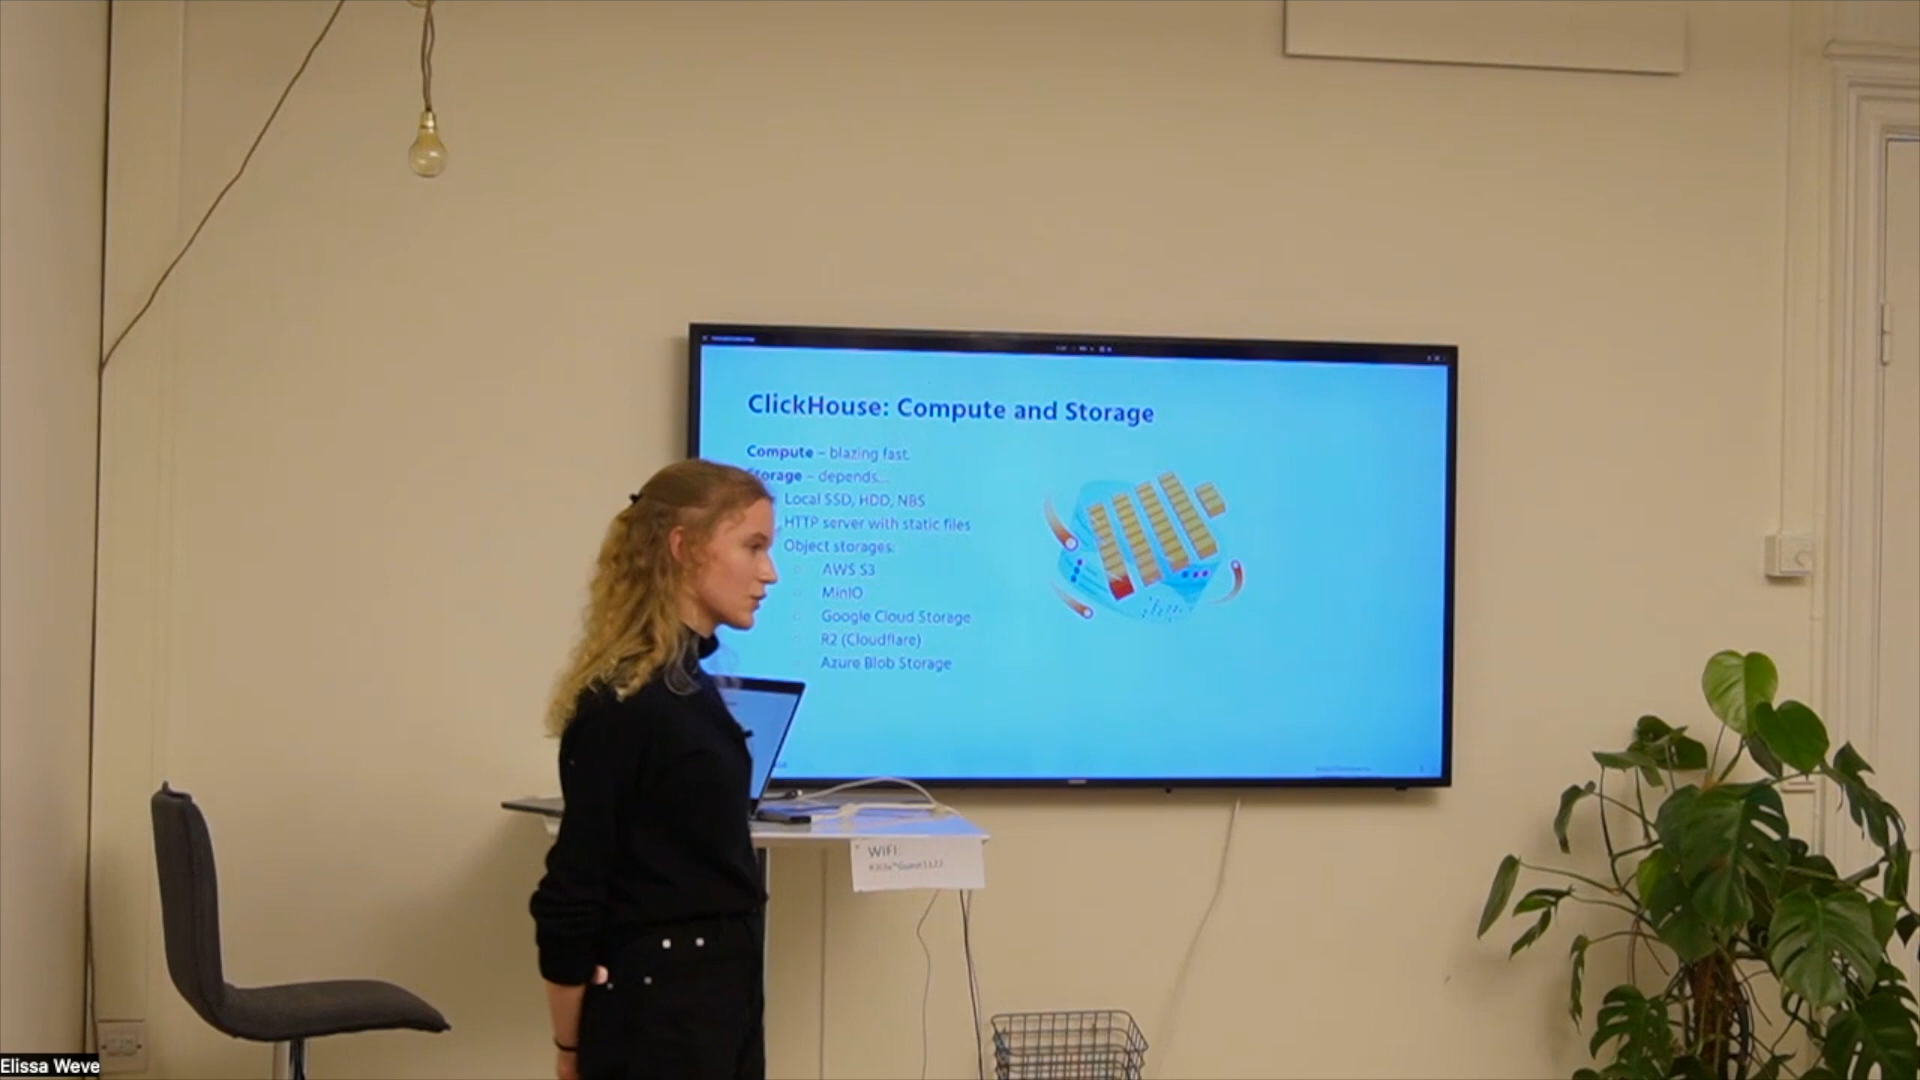 ClickHouse: Compute and Storage
Compute – blazing fast.
Storage – depends...
Local SSD, HDD, NBS
HTTP server with static files
Object storages:
AWS S3
MinIO
Google Cloud Storage
R2 (Cloudflare)
Azure Blob Storage
WIFI:
Elissa Weve